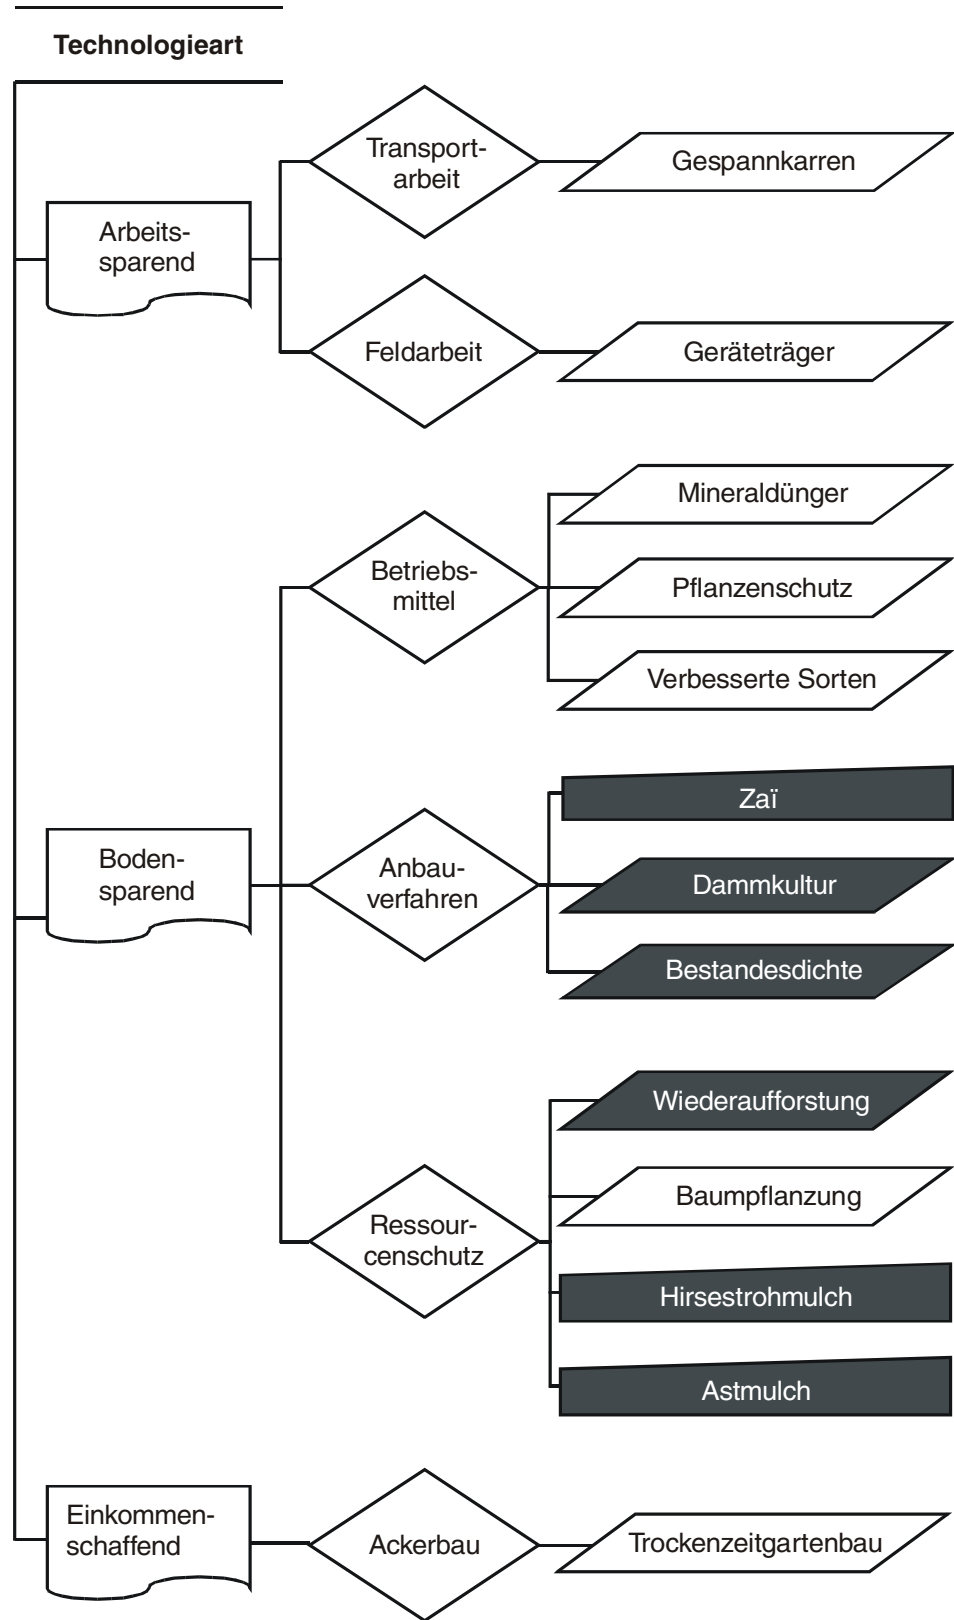 Technologieart
Transport-
arbeit
Gespannkarren
Arbeits-
sparend
Feldarbeit
Geräteträger
Mineraldünger
Betriebs-
mittel
Pflanzenschutz
Verbesserte Sorten
Zaï
Boden-
sparend
Anbau-
verfahren
Dammkultur
Bestandesdichte
Wiederaufforstung
Baumpflanzung
Ressour-
censchutz
Hirsestrohmulch
Astmulch
Einkommen-
schaffend
Ackerbau
Trockenzeitgartenbau